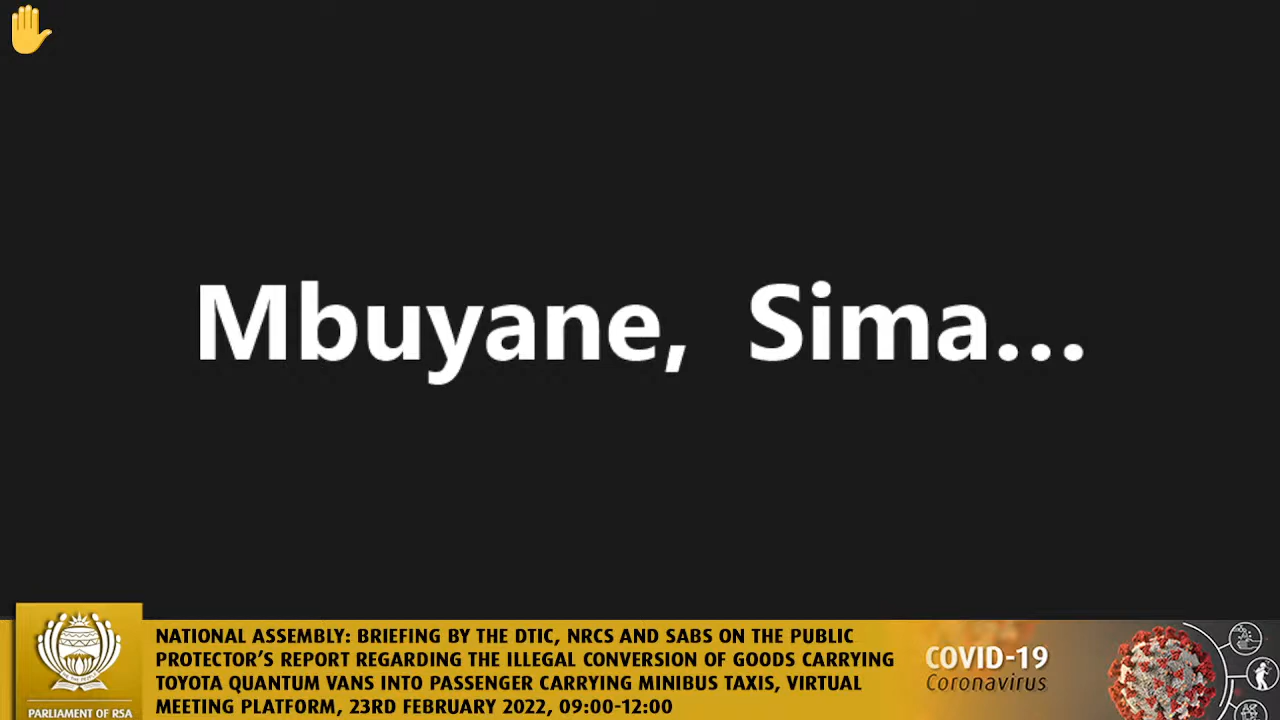 Mbuyane, Sima...
NATIONAL ASSEMBLY: BRIEFING BY THE DTIC, NRCS AND SABS ON THE PUBLIC
PROTECTOR'S REPORT REGARDING THE ILLEGAL CONVERSION OF GOODS CARRYING
TOYOTA QUANTUM VANS INTO PASSENGER CARRYING MINIBUS TAXIS, VIRTUAL
MEETING PLATFORM, 23RD FEBRUARY 2022, 09:00-12:00
PARLIAMENT OF RSA
COVID-19
Coronavirus